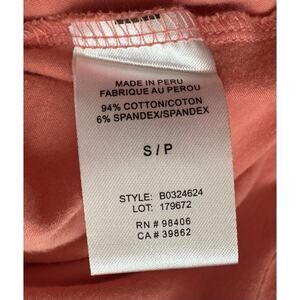 MADE IN PERU
FABRIQUE AU PEROU
94% COTTON/COTON
6% SPANDEX/SPANDEX
S / P
STYLE: B0324624
LOT: 179672
RN # 98406
CA # 39862